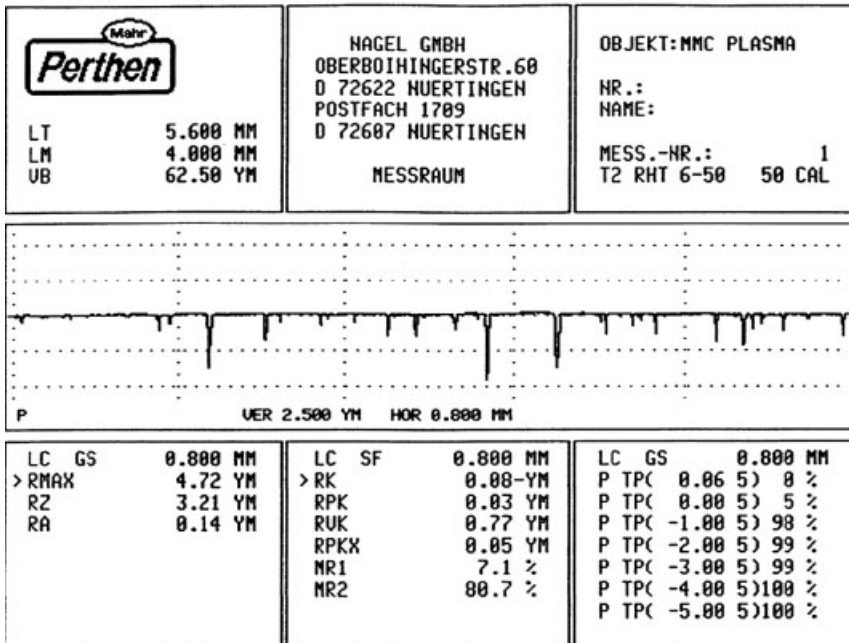 Mahr
Perthen
LT 5.600 MM
LM 4.000 MM
VB 62.50 YM
NAGEL GMBH
OBERBOIHINGERSTR.60
D 72622 NUERTINGEN
POSTFACH 1709
D 72607 NUERTINGEN
MESSRAUM
OBJEKT:MMC PLASMA
NR.:
NAME:
MESS.-NR.: 1
T2 RHT 6-50 50 CAL
P VER 2.500 YM HOR 0.800 MM
LC GS 0.800 MM
>RMAX 4.72 YM
RZ 3.21 YM
RA 0.14 YM
LC SF 0.800 MM
>RK 0.08-YM
RPK 0.03 YM
RVK 0.77 YM
RPKX 0.05 YM
MR1 7.1 %
MR2 80.7 %
LC GS 0.800 MM
P TP( 0.06 5) 0 %
P TP( 0.00 5) 5 %
P TP( -1.00 5) 98 %
P TP( -2.00 5) 99 %
P TP( -3.00 5) 99 %
P TP( -4.00 5)100 %
P TP( -5.00 5)100 %